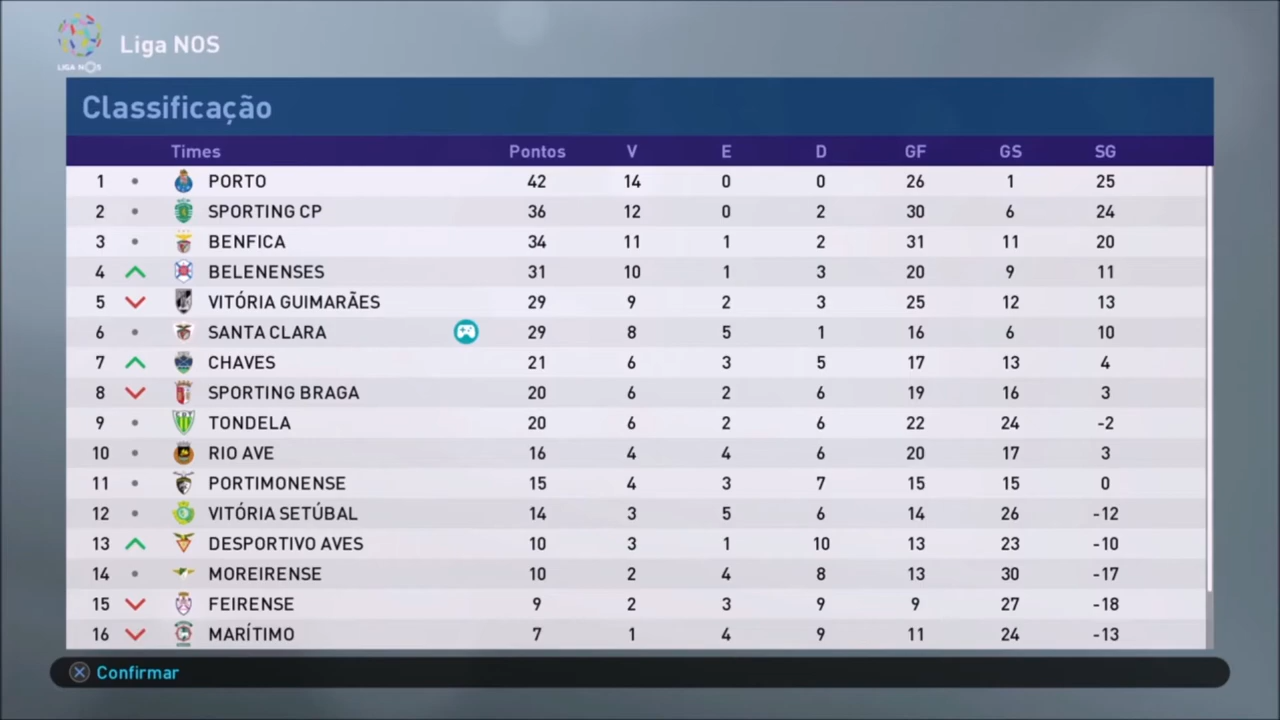 Liga NOS
LIGA NOS
Classificação
Times Pontos V E D GF GS SG
1 PORTO 42 14 0 0 26 1 25
2 SPORTING CP 36 12 0 2 30 6 24
3 BENFICA 34 11 1 2 31 11 20
4 BELENENSES 31 10 1 3 20 9 11
5 VITÓRIA GUIMARÃES 29 9 2 3 25 12 13
6 SANTA CLARA 29 8 5 1 16 6 10
7 CHAVES 21 6 3 5 17 13 4
8 SPORTING BRAGA 20 6 2 6 19 16 3
9 TONDELA 20 6 2 6 22 24 -2
10 RIO AVE 16 4 4 6 20 17 3
11 PORTIMONENSE 15 4 3 7 15 15 0
12 VITÓRIA SETÚBAL 14 3 5 6 14 26 -12
13 DESPORTIVO AVES 10 3 1 10 13 23 -10
14 MOREIRENSE 10 2 4 8 13 30 -17
15 FEIRENSE 9 2 3 9 9 27 -18
16 MARÍTIMO 7 1 4 9 11 24 -13
Confirmar